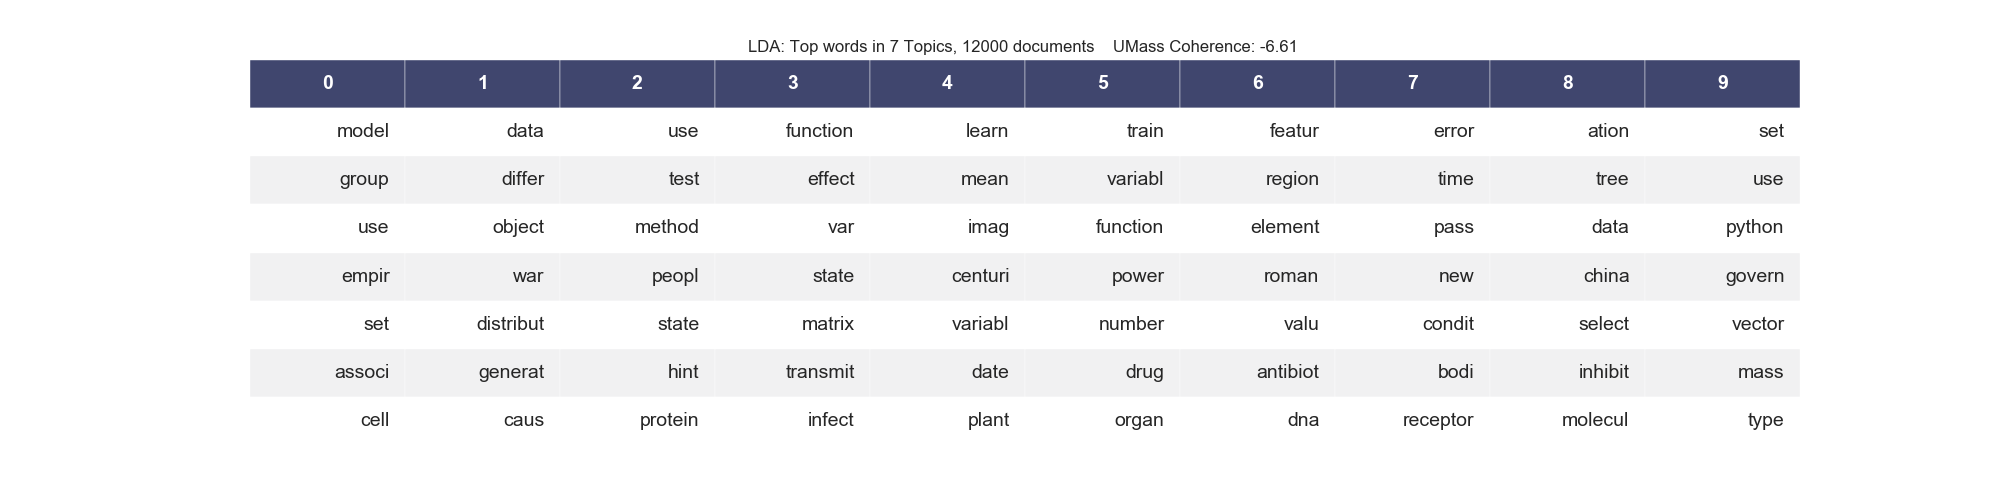 LDA: Top words in 7 Topics, 12000 documents    UMass Coherence: -6.61
0 1 2 3 4 5 6 7 8 9
model data use function learn train featur error ation set
group differ test effect mean variabl region time tree use
use object method var imag function element pass data python
empir war peopl state centuri power roman new china govern
set distribut state matrix variabl number valu condit select vector
associ generat hint transmit date drug antibiot bodi inhibit mass
cell caus protein infect plant organ dna receptor molecul type